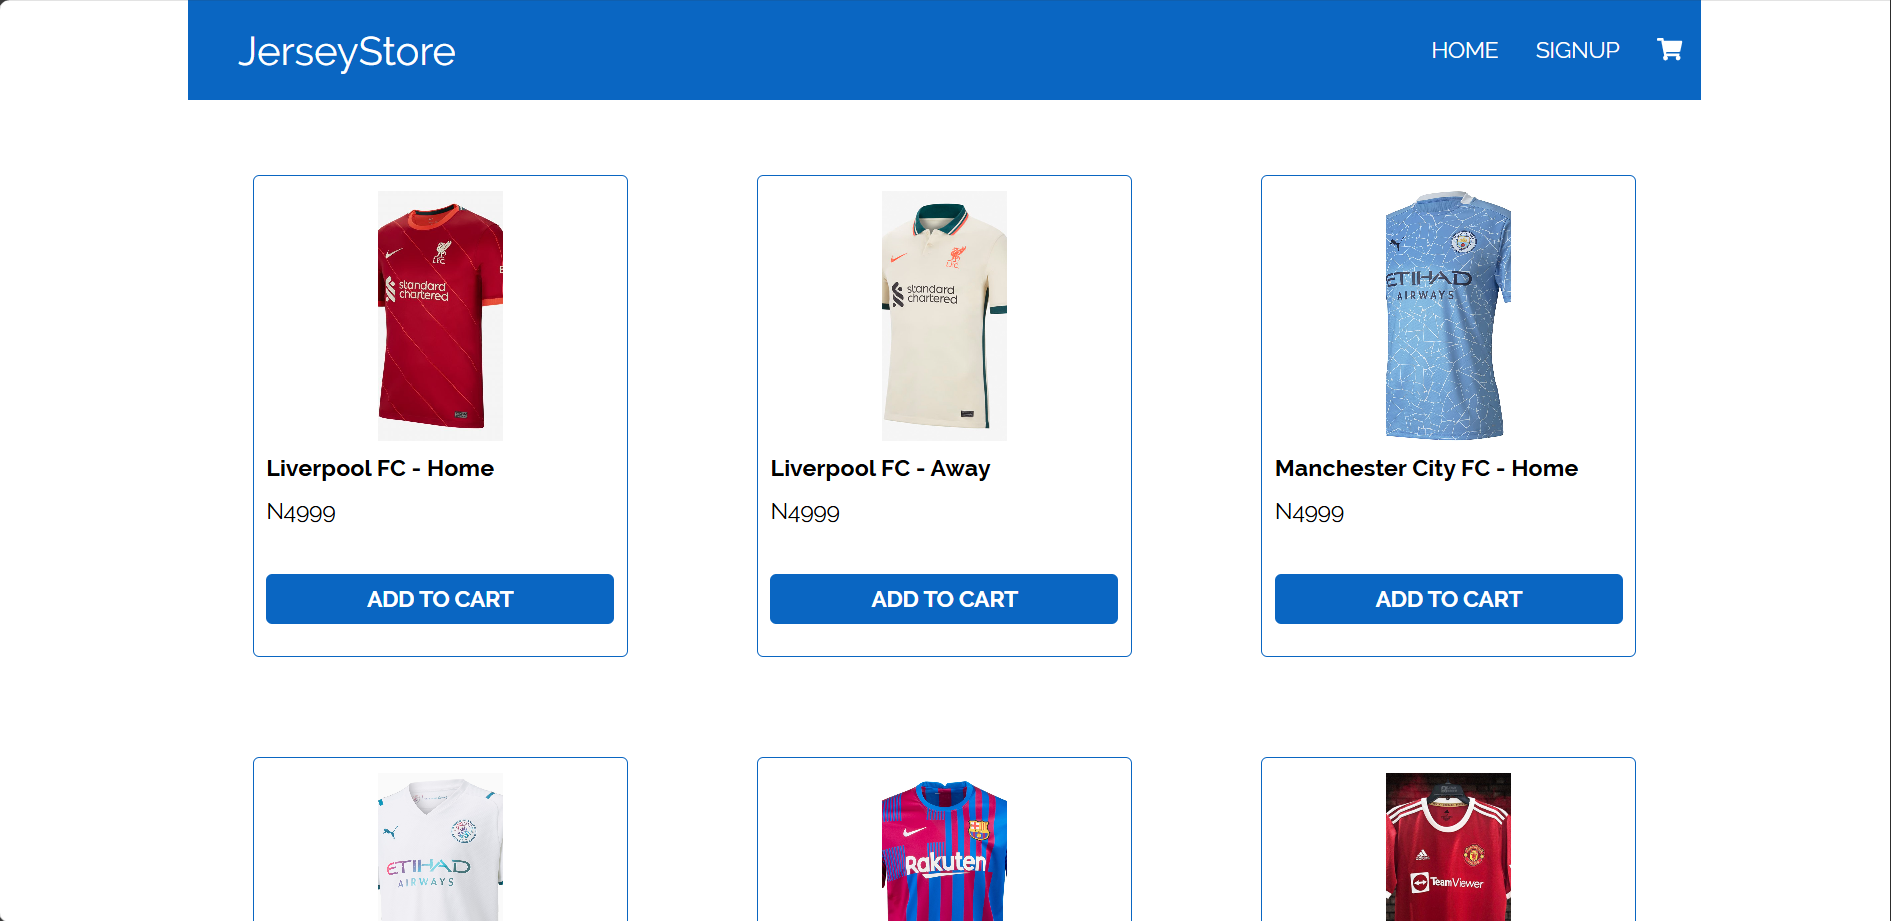 JerseyStore
HOME SIGNUP
L.F.C.
standard
chartered
L.F.C.
standard
chartered
ETIHAD
AIRWAYS
Liverpool FC - Home
Liverpool FC - Away
Manchester City FC - Home
N4999
N4999
N4999
ADD TO CART
ADD TO CART
ADD TO CART
ETIHAD
AIRWAYS
Rakuten
adidas
TeamViewer